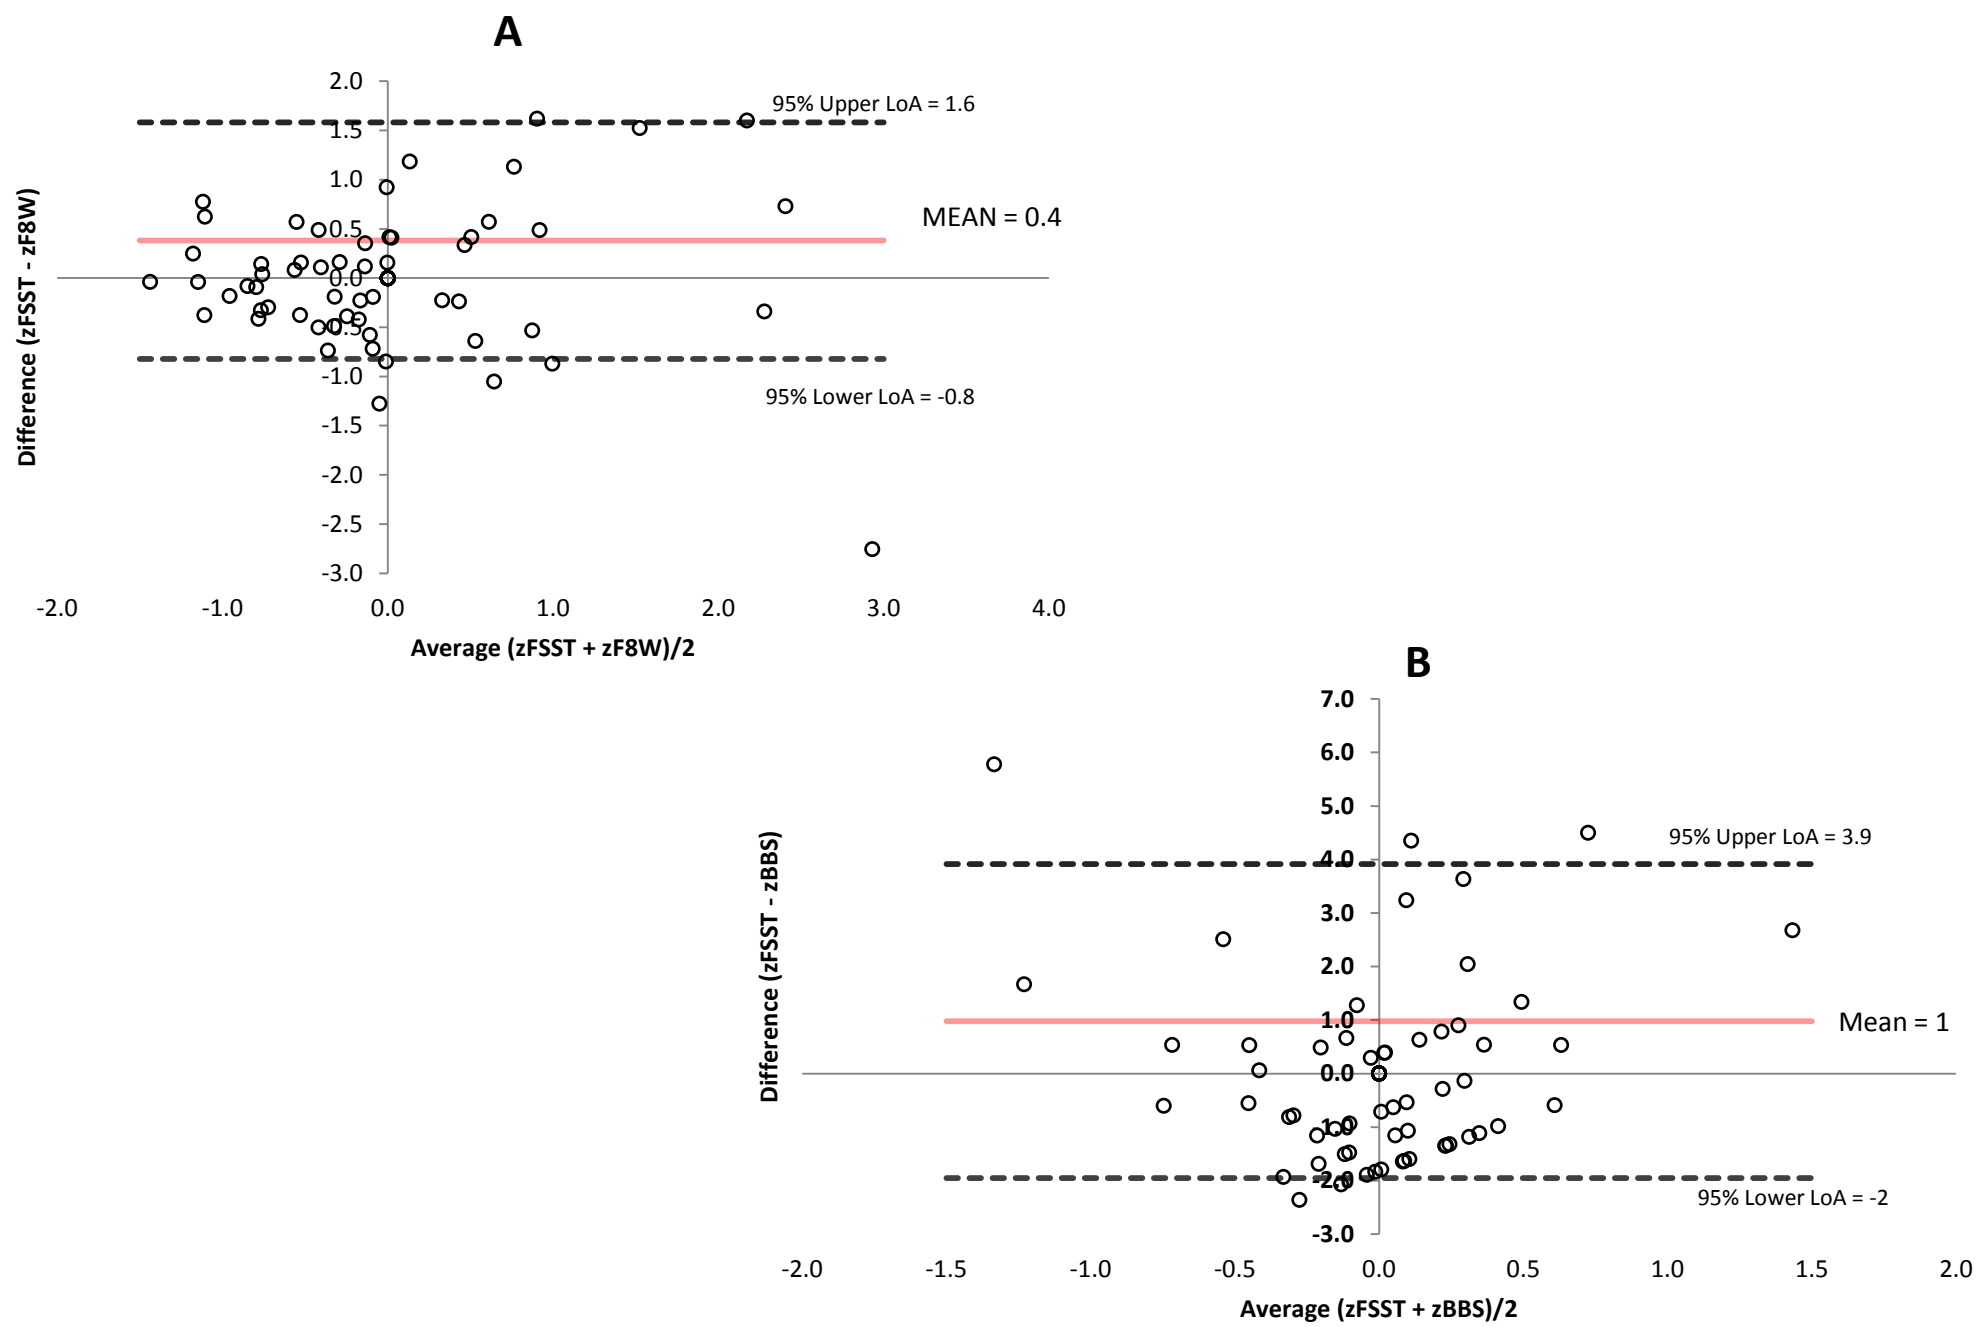 A
2.0
95% Upper LoA = 1.6
1.5
1.0
MEAN = 0.4
0.5
0.0
-0.5
-1.0
95% Lower LoA = -0.8
-1.5
-2.0
-2.5
-3.0
Difference (zFSST - zF8W)
-2.0 -1.0 0.0 1.0 2.0 3.0 4.0
Average (zFSST + zF8W)/2
B
7.0
6.0
5.0
95% Upper LoA = 3.9
4.0
3.0
2.0
1.0
Mean = 1
0.0
-1.0
-2.0
95% Lower LoA = -2
-3.0
Difference (zFSST - zBBS)
-2.0 -1.5 -1.0 -0.5 0.0 0.5 1.0 1.5 2.0
Average (zFSST + zBBS)/2